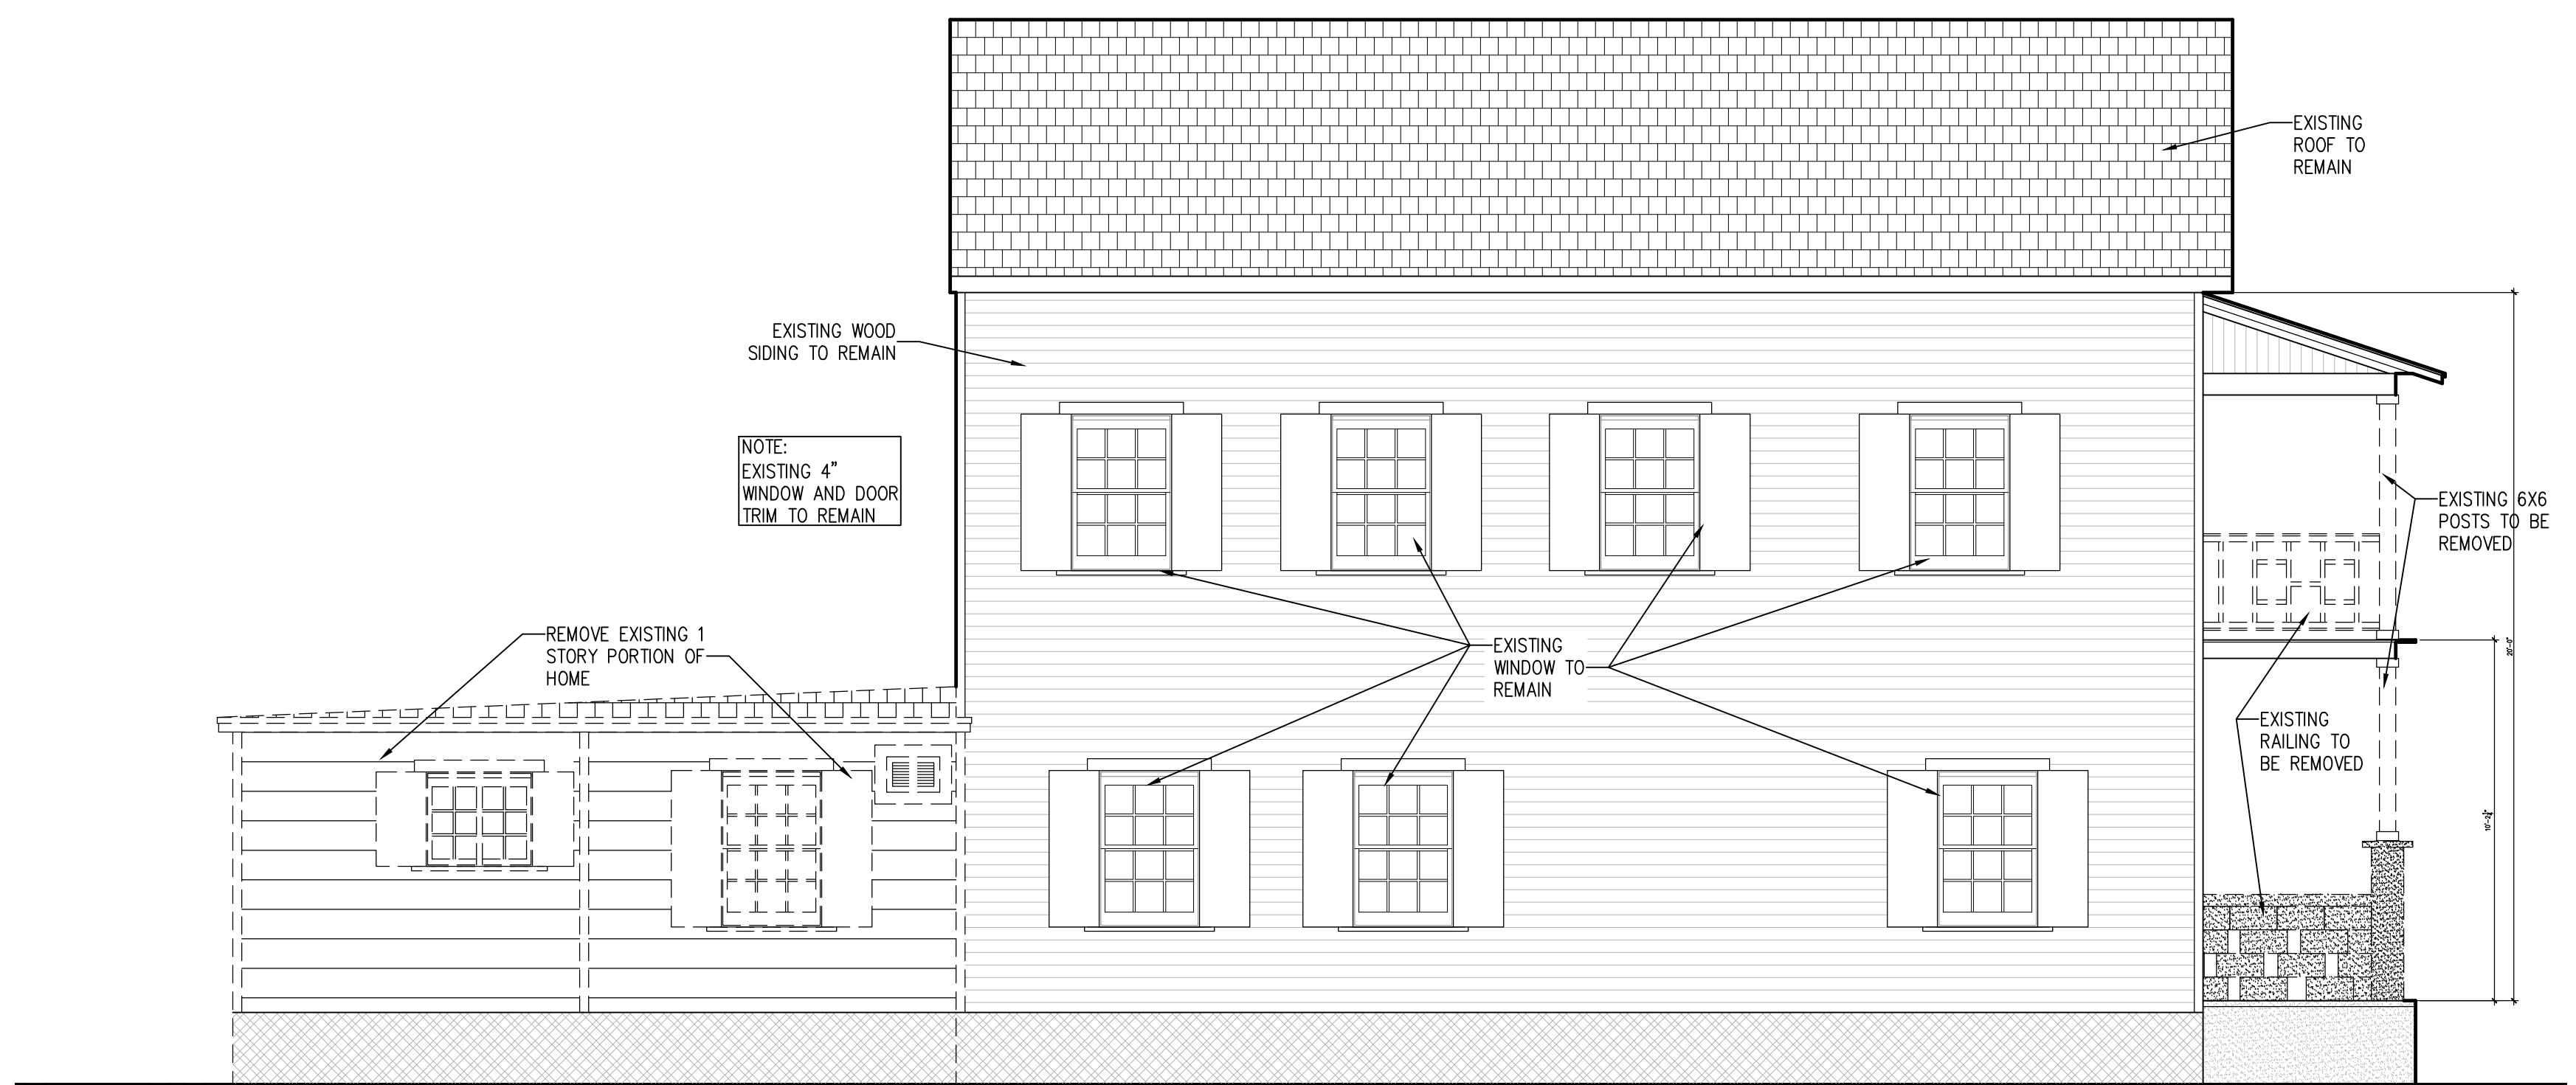 EXISTING
ROOF TO
REMAIN
EXISTING WOOD
SIDING TO REMAIN
NOTE:
EXISTING 4"
WINDOW AND DOOR
TRIM TO REMAIN
EXISTING 6X6
POSTS TO BE
REMOVED
REMOVE EXISTING 1
STORY PORTION OF
HOME
EXISTING
WINDOW TO
REMAIN
20'-0"
EXISTING
RAILING TO
BE REMOVED